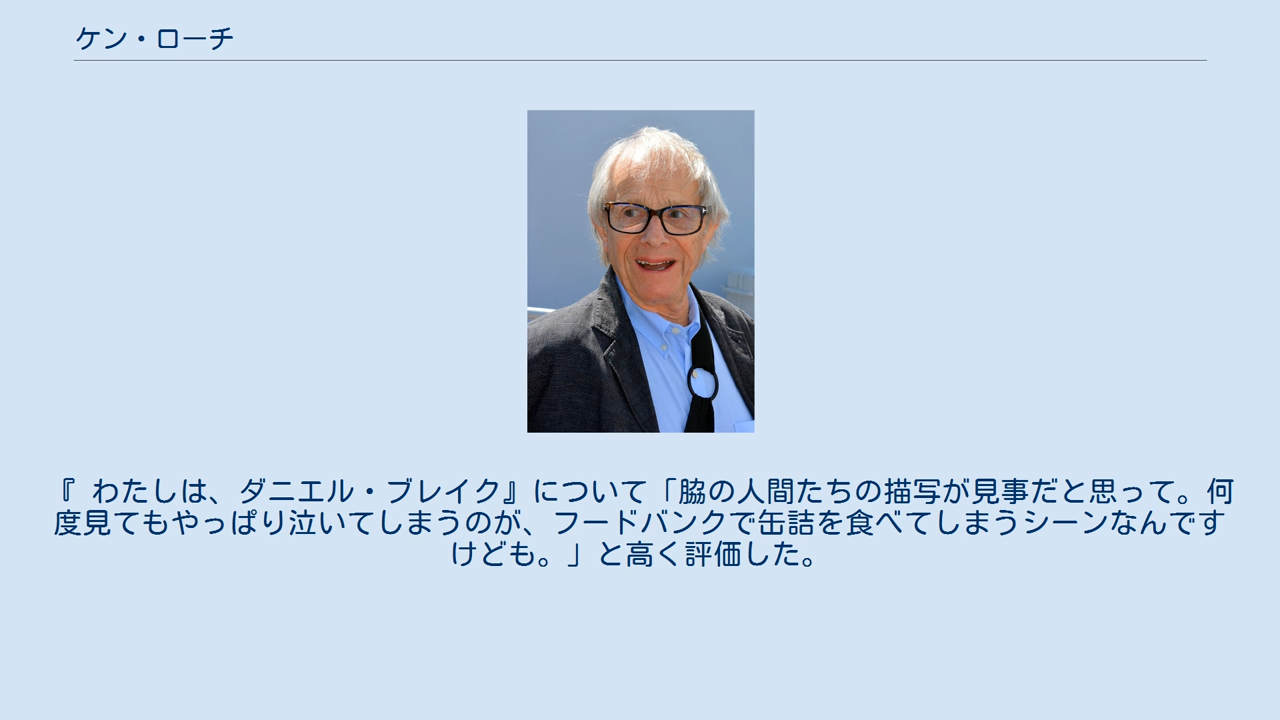 ケン・ローチ
『 わたしは、ダニエル・ブレイク』について「脇の人間たちの描写が見事だと思って。何
度見てもやっぱり泣いてしまうのが、フードバンクで缶詰を食べてしまうシーンなんです
けども。」と高く評価した。